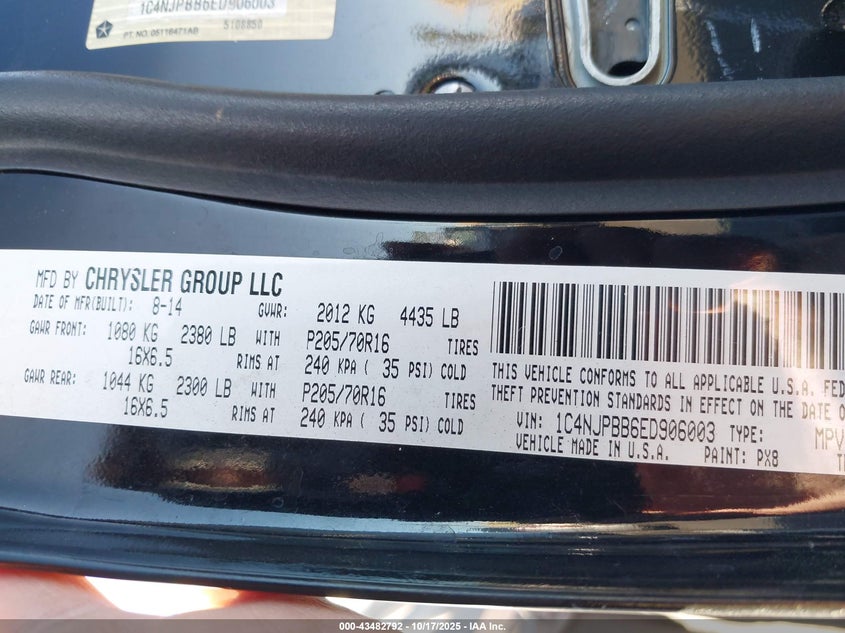 1C4NJPBB6ED906003
5108850
PT. NO. 05116471AB
MFD BY CHRYSLER GROUP LLC
DATE OF MFR(BUILT): 8-14 GVWR: 2012 KG 4435 LB
GAWR FRONT: 1080 KG 2380 LB WITH P205/70R16 TIRES
16X6.5 RIMS AT 240 KPA ( 35 PSI) COLD
GAWR REAR: 1044 KG 2300 LB WITH P205/70R16 TIRES
16X6.5 RIMS AT 240 KPA ( 35 PSI) COLD
THIS VEHICLE CONFORMS TO ALL APPLICABLE U.S.A. FED
THEFT PREVENTION STANDARDS IN EFFECT ON THE DATE O
VIN: 1C4NJPBB6ED906003 TYPE: MPV
VEHICLE MADE IN U.S.A. PAINT: PX8
000-43482792 - 10/17/2025 - IAA Inc.